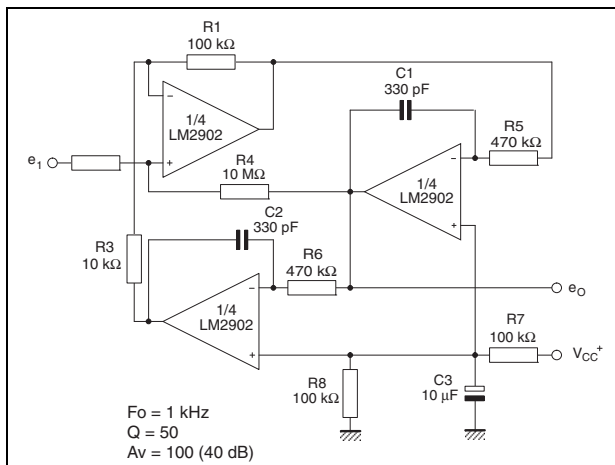 R1
100 kΩ
C1
330 pF
1/4
LM2902
R5
470 kΩ
e1
R4
10 MΩ
1/4
LM2902
C2
330 pF
R3
10 kΩ
R6
470 kΩ
eO
1/4
LM2902
R7
100 kΩ
VCC+
R8
100 kΩ
C3
10 µF
Fo = 1 kHz
Q = 50
Av = 100 (40 dB)